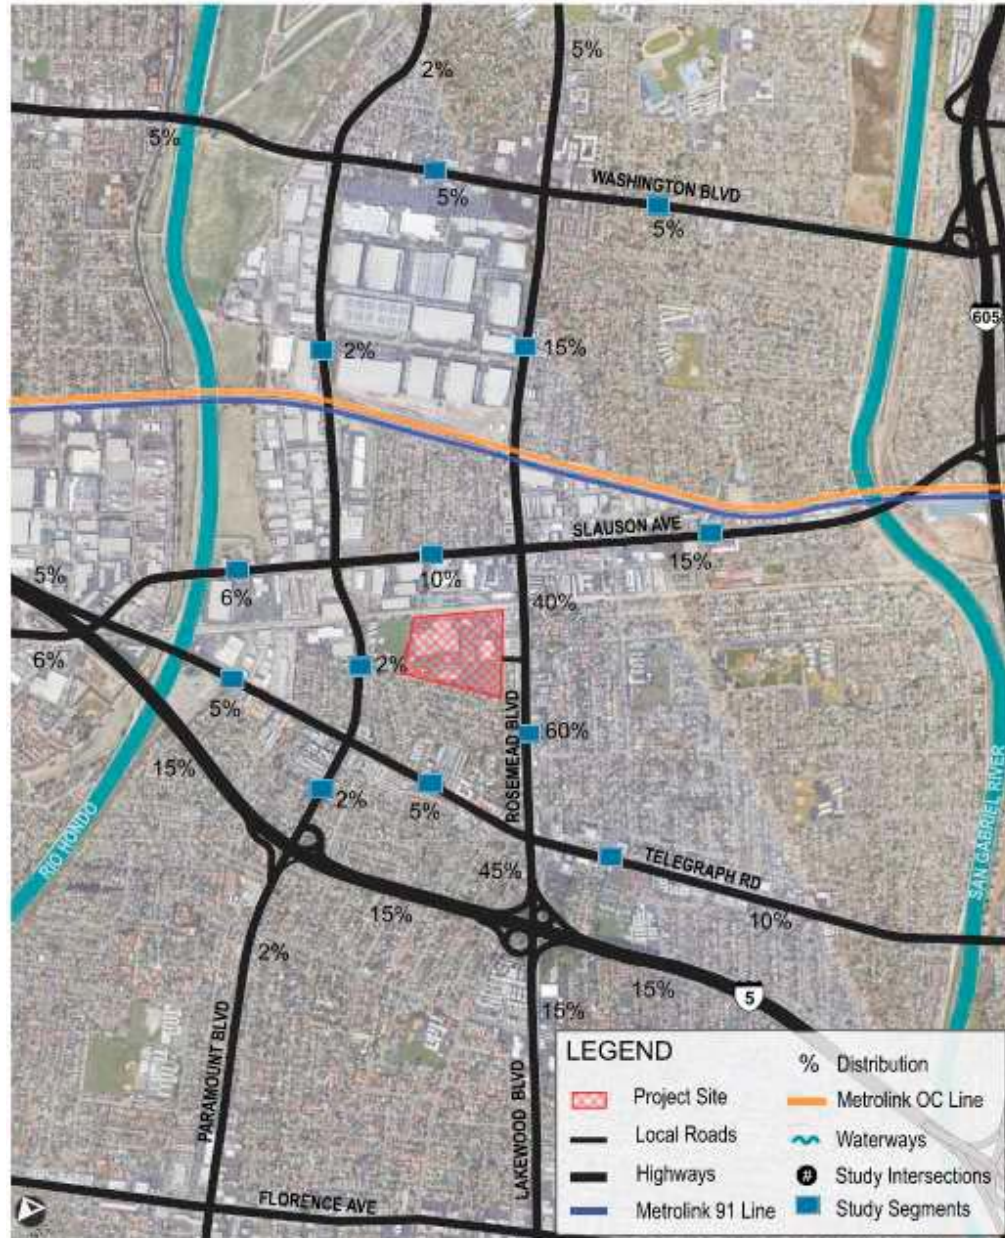 2%
5%
5%
5%
WASHINGTON BLVD
5%
605
2%
15%
SLAUSON AVE
5%
6%
10%
15%
40%
6%
2%
5%
ROSEMEAD BLVD
60%
15%
2%
5%
RIO HONDO
TELEGRAPH RD
SAN GABRIEL RIVER
45%
15%
10%
2%
15%
5
15%
PARAMOUNT BLVD
LAKEWOOD BLVD
FLORENCE AVE
LEGEND
% Distribution
Project Site
Metrolink OC Line
Local Roads
Waterways
Highways
# Study Intersections
Metrolink 91 Line
Study Segments